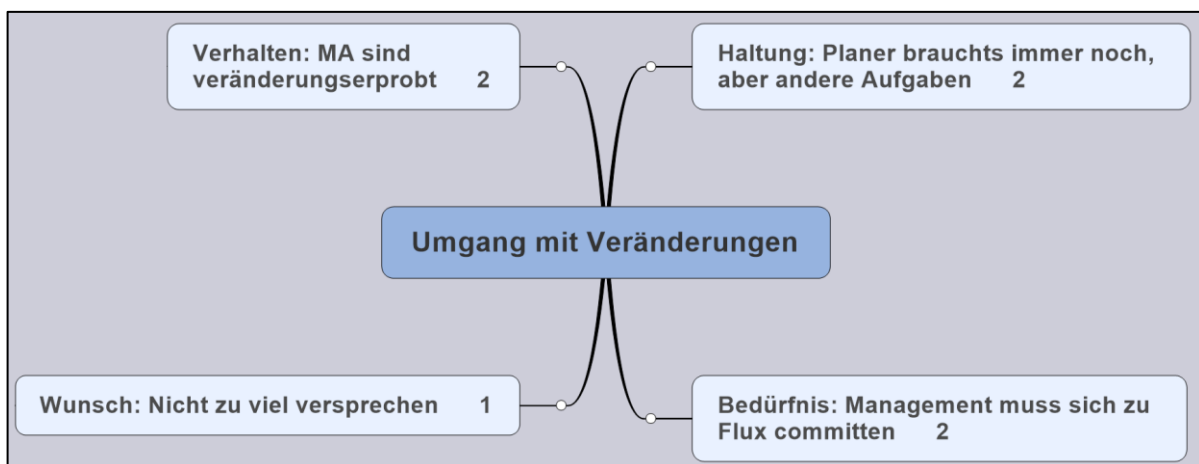 Verhalten: MA sind
veränderungserprobt 2
Haltung: Planer brauchts immer noch,
aber andere Aufgaben 2
Umgang mit Veränderungen
Wunsch: Nicht zu viel versprechen 1
Bedürfnis: Management muss sich zu
Flux committen 2